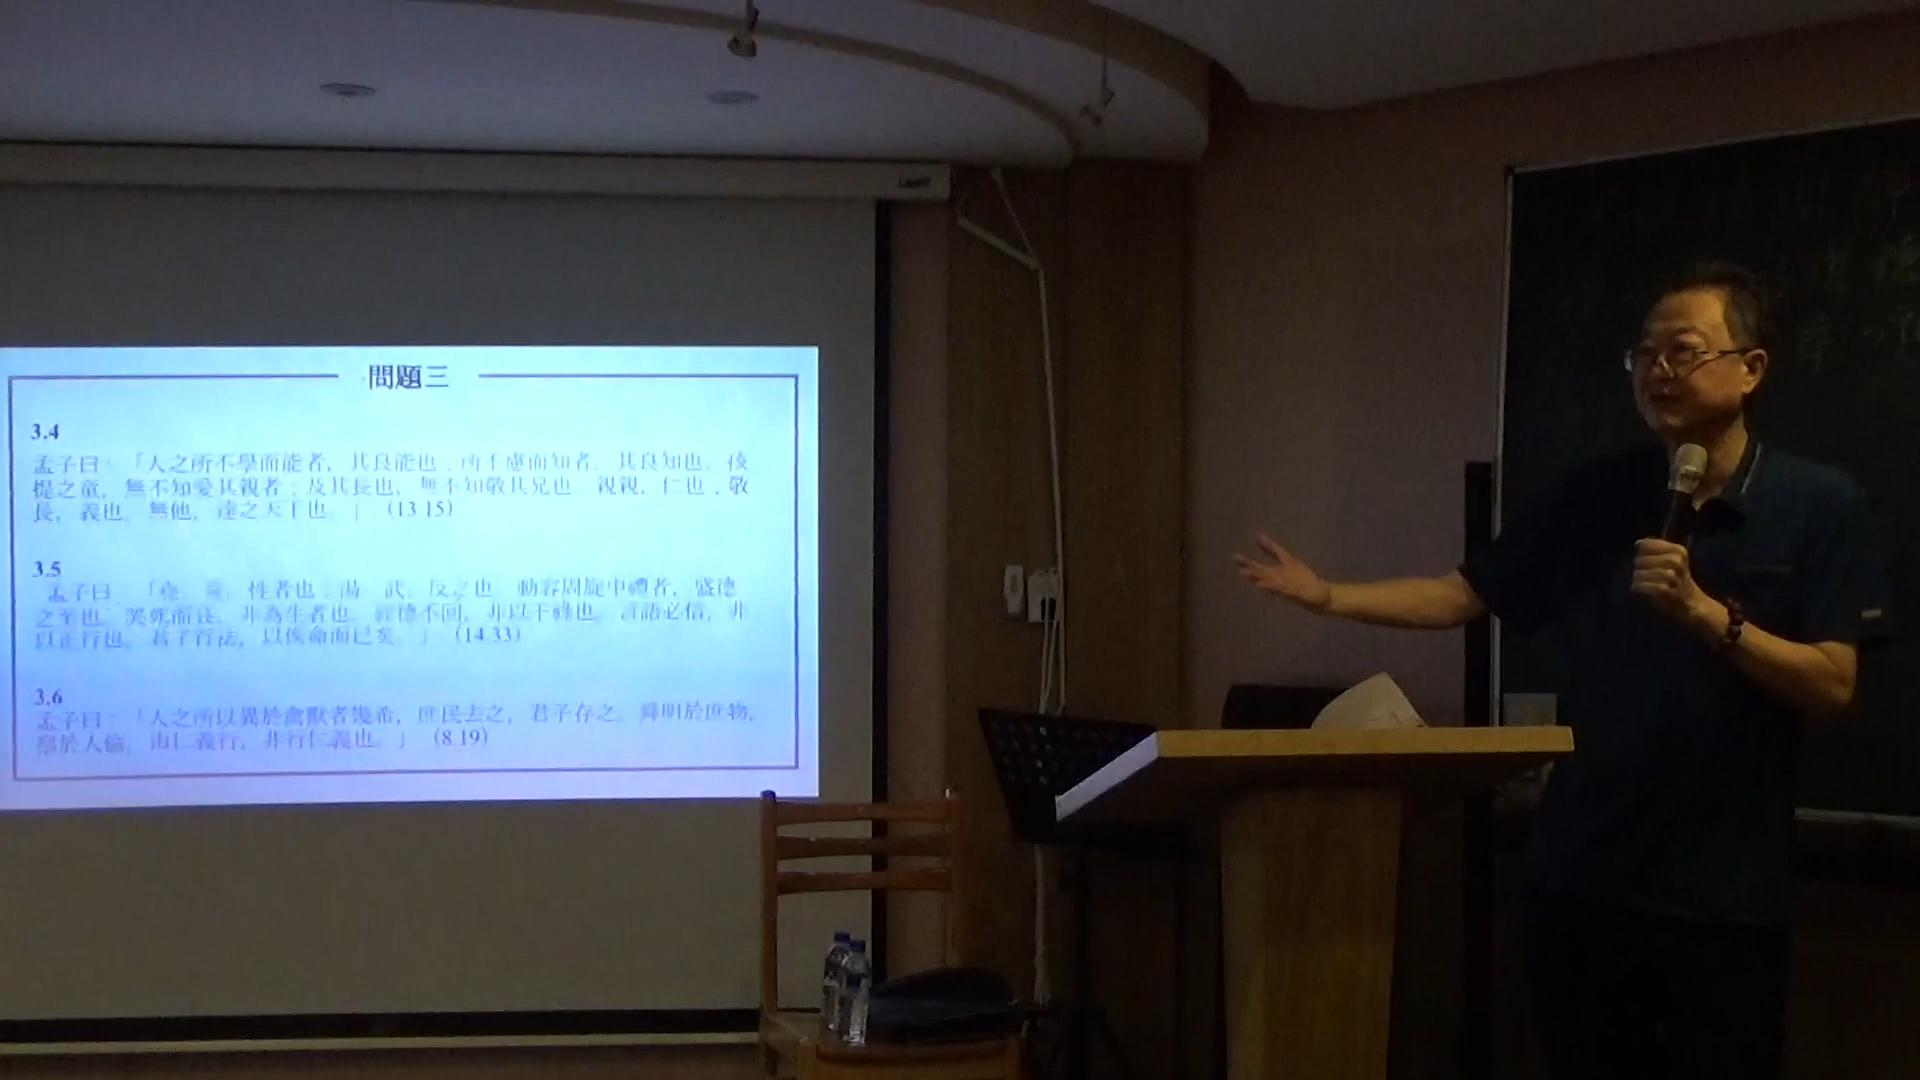 問題三
3.4
孟子曰：「人之所不學而能者，其良能也；所不慮而知者，其良知也。孩
提之童，無不知愛其親者；及其長也，無不知敬其兄也。親親，仁也；敬
長，義也。無他，達之天下也。」（13.15）
3.5
孟子曰：「堯、舜，性者也；湯、武，反之也。動容周旋中禮者，盛德
之至也。哭死而哀，非為生者也。經德不回，非以干祿也。言語必信，非
以正行也。君子行法，以俟命而已矣。」（14.33）
3.6
孟子曰：「人之所以異於禽獸者幾希，庶民去之，君子存之。舜明於庶物，
察於人倫，由仁義行，非行仁義也。」（8.19）